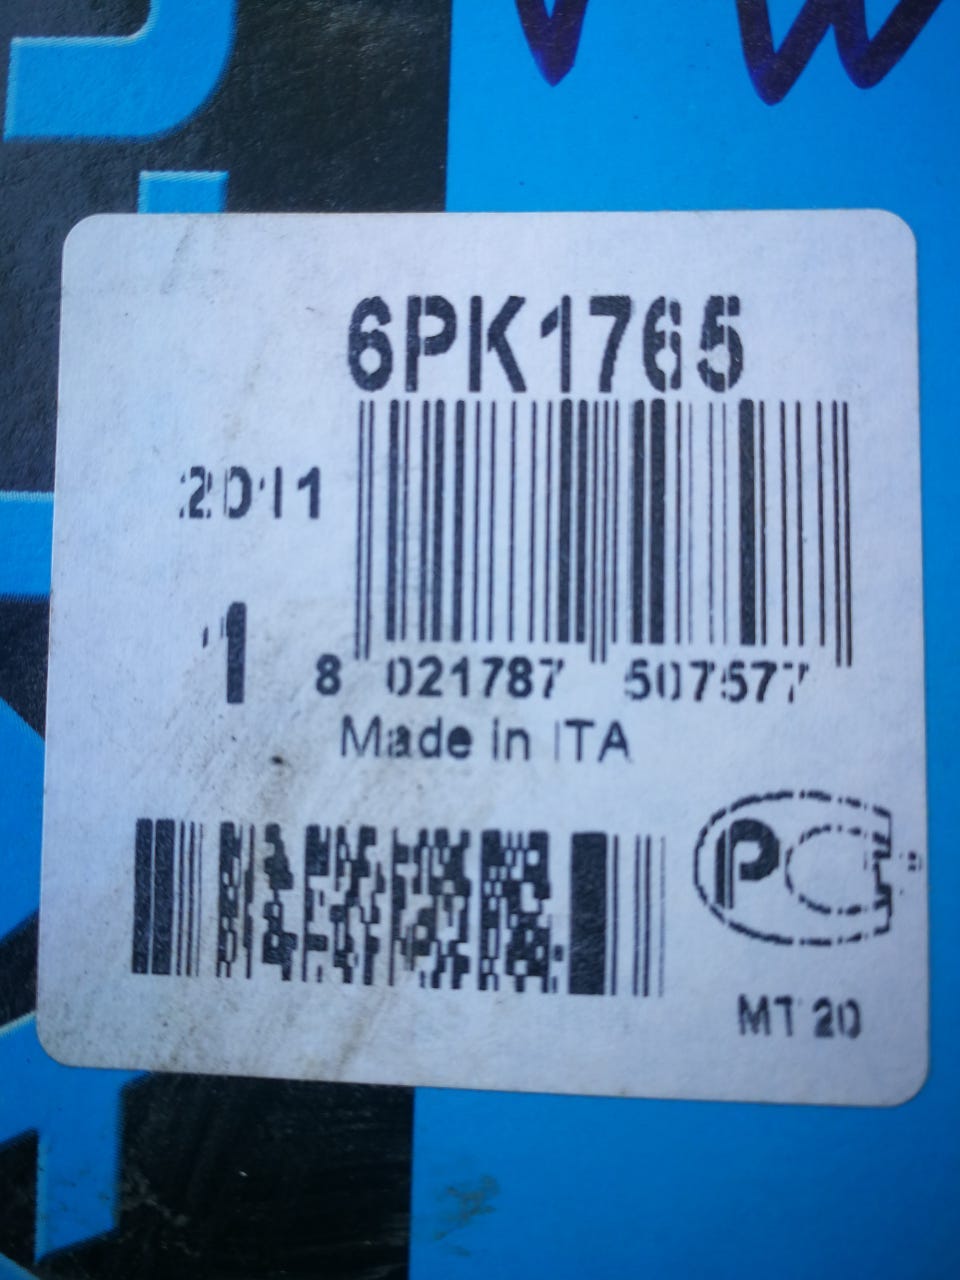 6PK1765
2011
1
8 021787 507577
Made in ITA
PC
MT 20